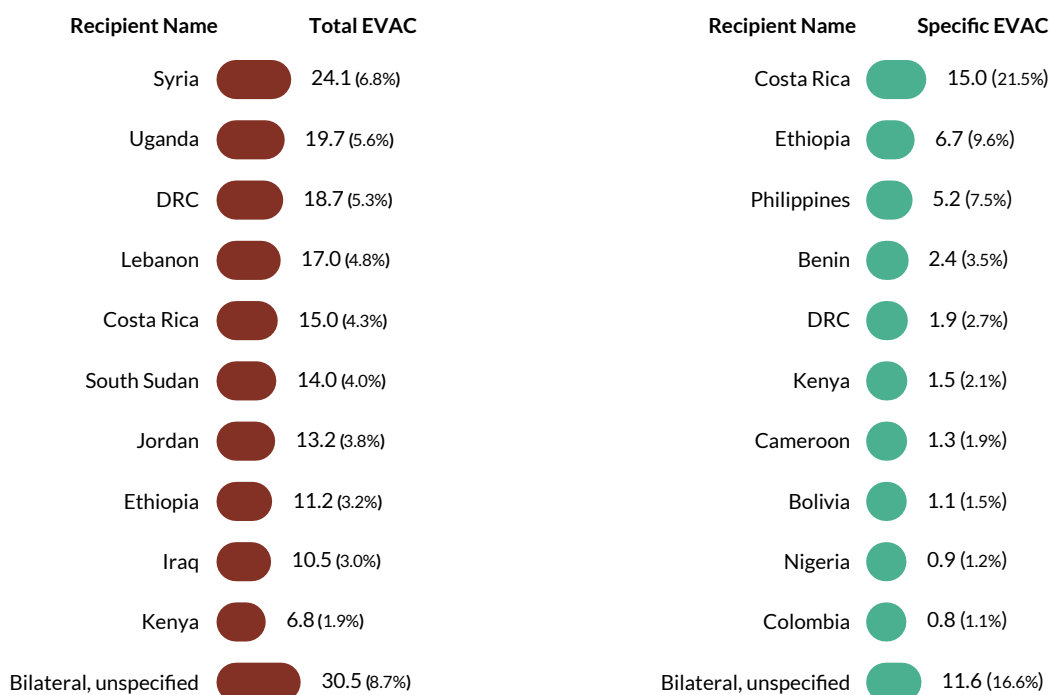 Recipient Name Total EVAC
Syria 24.1 (6.8%)
Uganda 19.7 (5.6%)
DRC 18.7 (5.3%)
Lebanon 17.0 (4.8%)
Costa Rica 15.0 (4.3%)
South Sudan 14.0 (4.0%)
Jordan 13.2 (3.8%)
Ethiopia 11.2 (3.2%)
Iraq 10.5 (3.0%)
Kenya 6.8 (1.9%)
Bilateral, unspecified 30.5 (8.7%)
Recipient Name Specific EVAC
Costa Rica 15.0 (21.5%)
Ethiopia 6.7 (9.6%)
Philippines 5.2 (7.5%)
Benin 2.4 (3.5%)
DRC 1.9 (2.7%)
Kenya 1.5 (2.1%)
Cameroon 1.3 (1.9%)
Bolivia 1.1 (1.5%)
Nigeria 0.9 (1.2%)
Colombia 0.8 (1.1%)
Bilateral, unspecified 11.6 (16.6%)